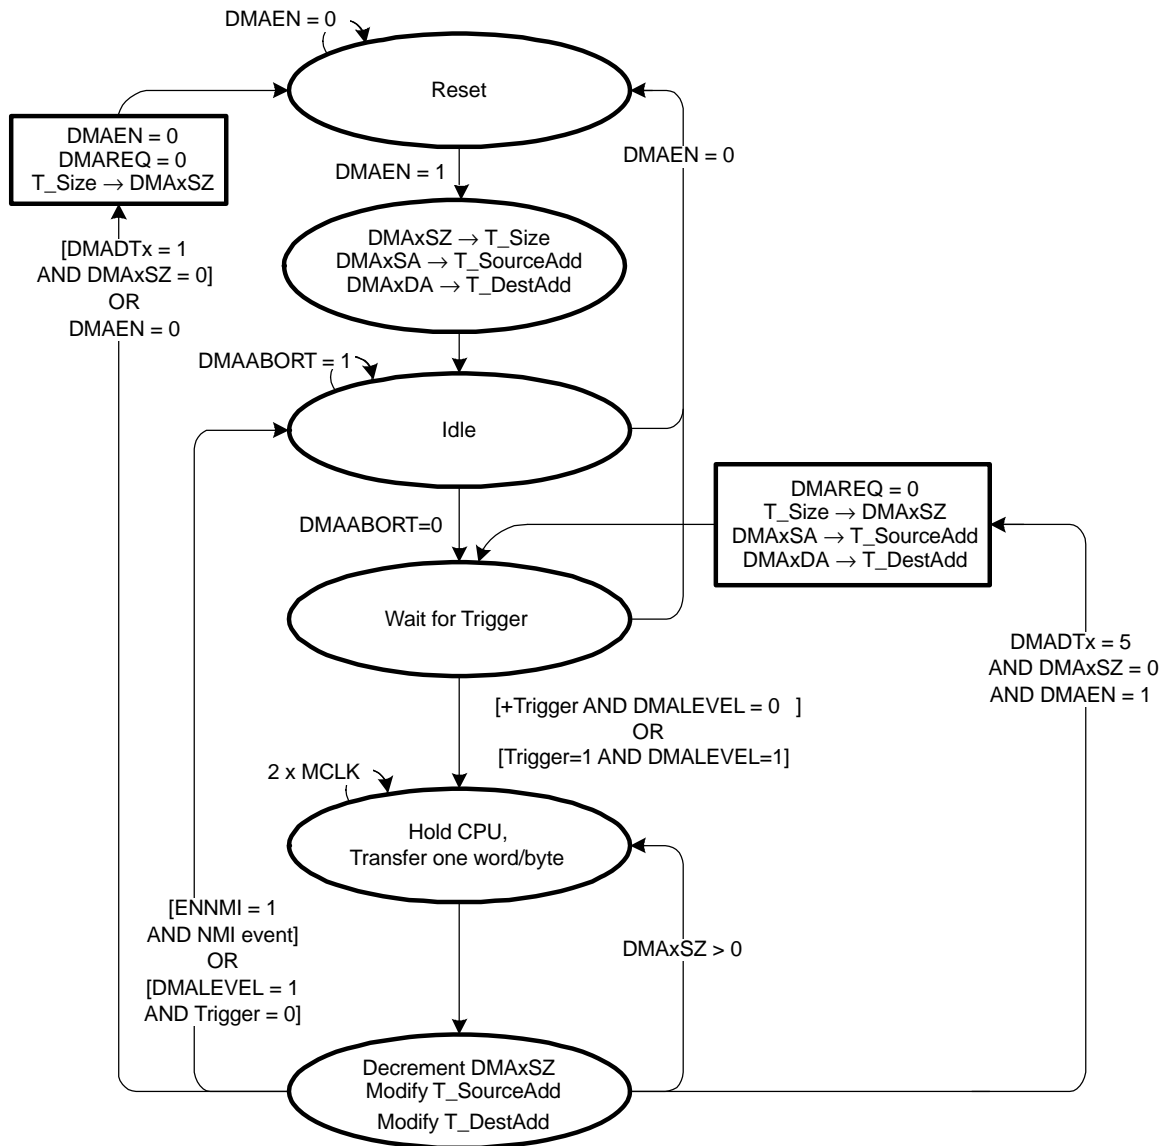 DMAEN = 0
Reset
DMAEN = 0
DMAREQ = 0
T_Size → DMAxSZ
DMAEN = 0
DMAEN = 1
[DMADTx = 1
AND DMAxSZ = 0]
OR
DMAEN = 0
DMAxSZ → T_Size
DMAxSA → T_SourceAdd
DMAxDA → T_DestAdd
DMAABORT = 1
Idle
DMAABORT=0
DMAREQ = 0
T_Size → DMAxSZ
DMAxSA → T_SourceAdd
DMAxDA → T_DestAdd
Wait for Trigger
DMADTx = 5
AND DMAxSZ = 0
AND DMAEN = 1
[+Trigger AND DMALEVEL = 0 ]
OR
[Trigger=1 AND DMALEVEL=1]
2 x MCLK
Hold CPU,
Transfer one word/byte
[ENNMI = 1
AND NMI event]
OR
[DMALEVEL = 1
AND Trigger = 0]
DMAxSZ > 0
Decrement DMAxSZ
Modify T_SourceAdd
Modify T_DestAdd